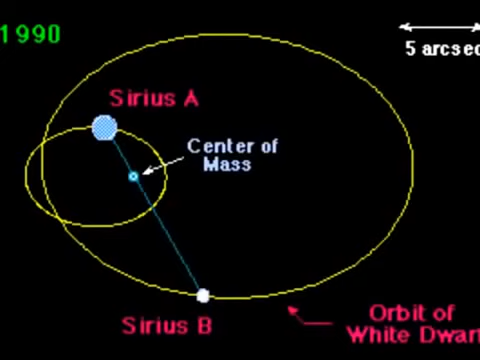 1990
5 arcsec
Sirius A
Center of
Mass
Sirius B
Orbit of
White Dwar